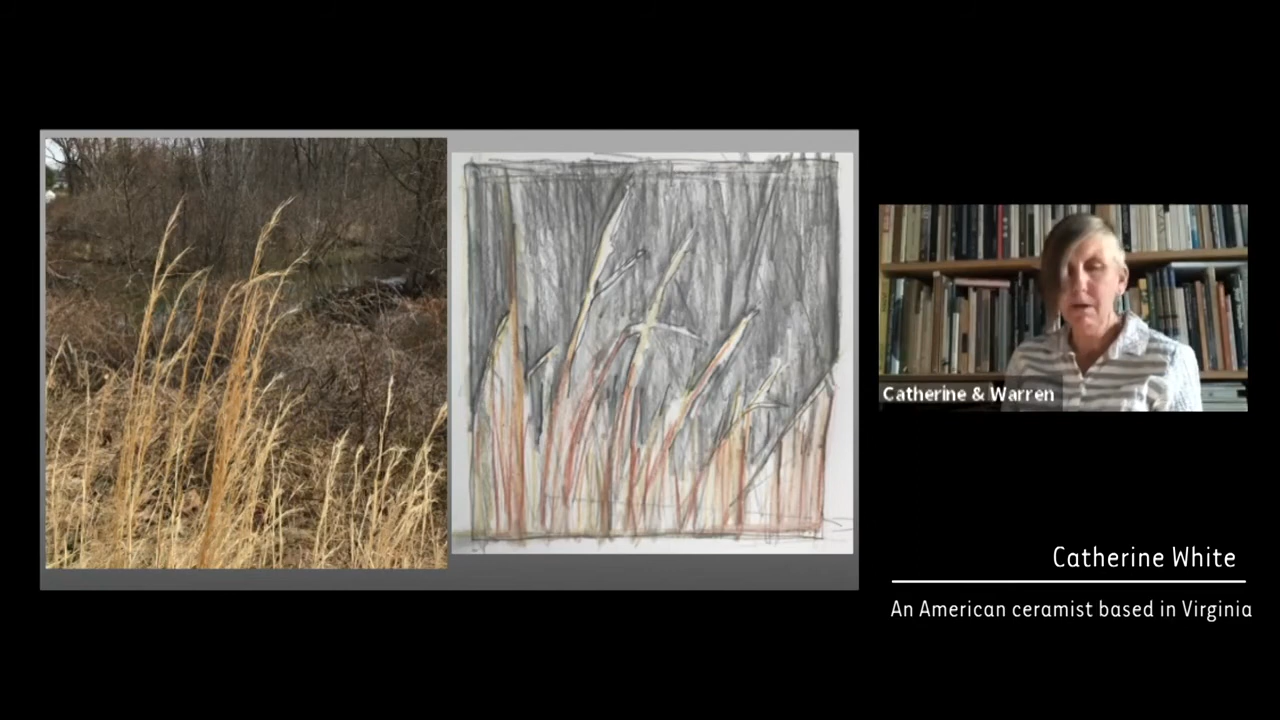 Catherine & Warren
Catherine White
An American ceramist based in Virginia